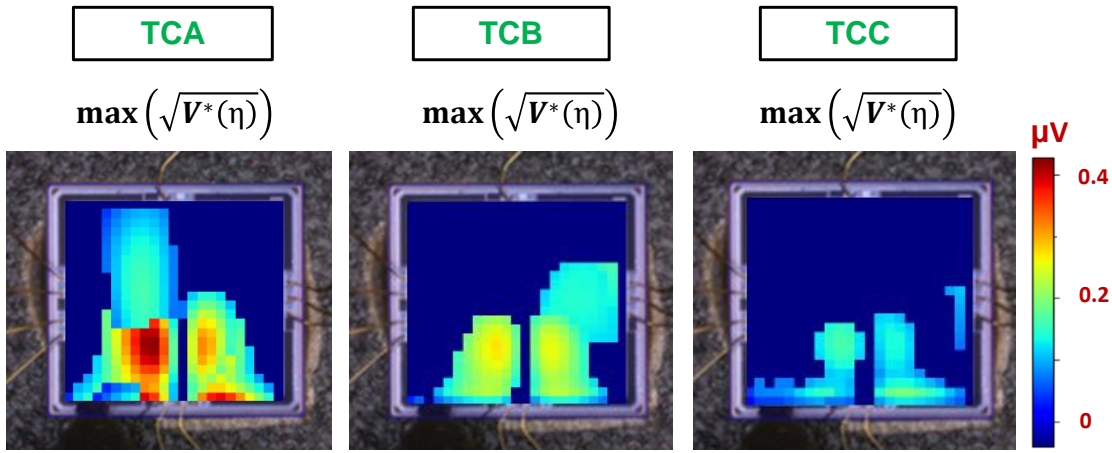 TCA TCB TCC
max(√V*(η)) max(√V*(η)) max(√V*(η))
μV
0.4
0.2
0